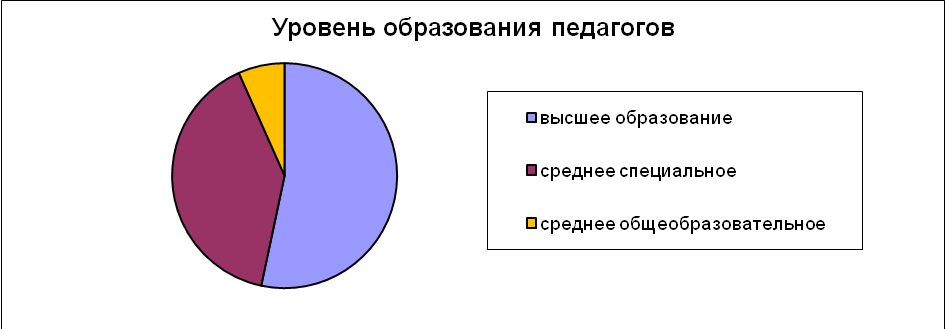 Уровень образования педагогов
высшее образование
среднее специальное
среднее общеобразовательное